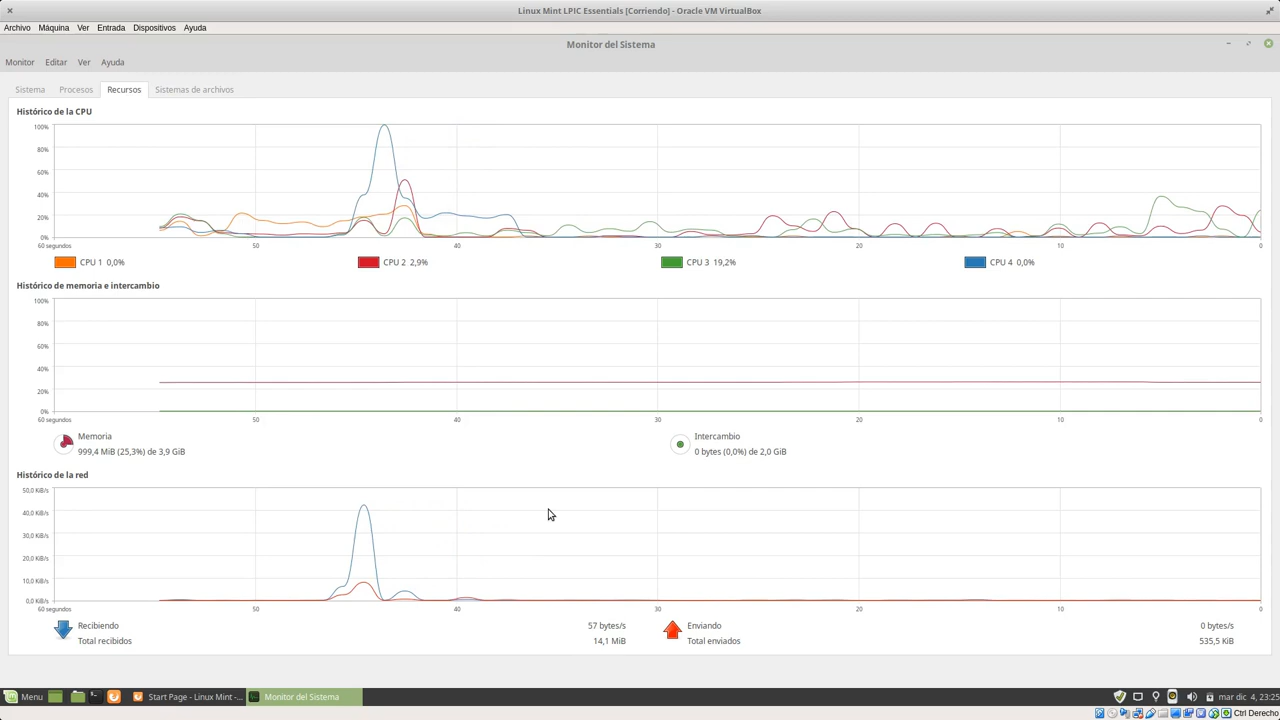 Linux Mint LPIC Essentials [Corriendo] - Oracle VM VirtualBox
Archivo Máquina Ver Entrada Dispositivos Ayuda
Monitor del Sistema
Monitor Editar Ver Ayuda
Sistema Procesos Recursos Sistemas de archivos
Histórico de la CPU
100%
80%
60%
40%
20%
0%
60 segundos 50 40 30 20 10 0
CPU 1 0,0% CPU 2 2,9% CPU 3 19,2% CPU 4 0,0%
Histórico de memoria e intercambio
100%
80%
60%
40%
20%
0%
60 segundos 50 40 30 20 10 0
Memoria Intercambio
999,4 MiB (25,3%) de 3,9 GiB 0 bytes (0,0%) de 2,0 GiB
Histórico de la red
50,0 KiB/s
40,0 KiB/s
30,0 KiB/s
20,0 KiB/s
10,0 KiB/s
0,0 KiB/s
60 segundos 50 40 30 20 10 0
Recibiendo 57 bytes/s Enviando 0 bytes/s
Total recibidos 14,1 MiB Total enviados 535,5 KiB
Menu Start Page - Linux Mint -... Monitor del Sistema mar dic 4, 23:25
Ctrl Derecho